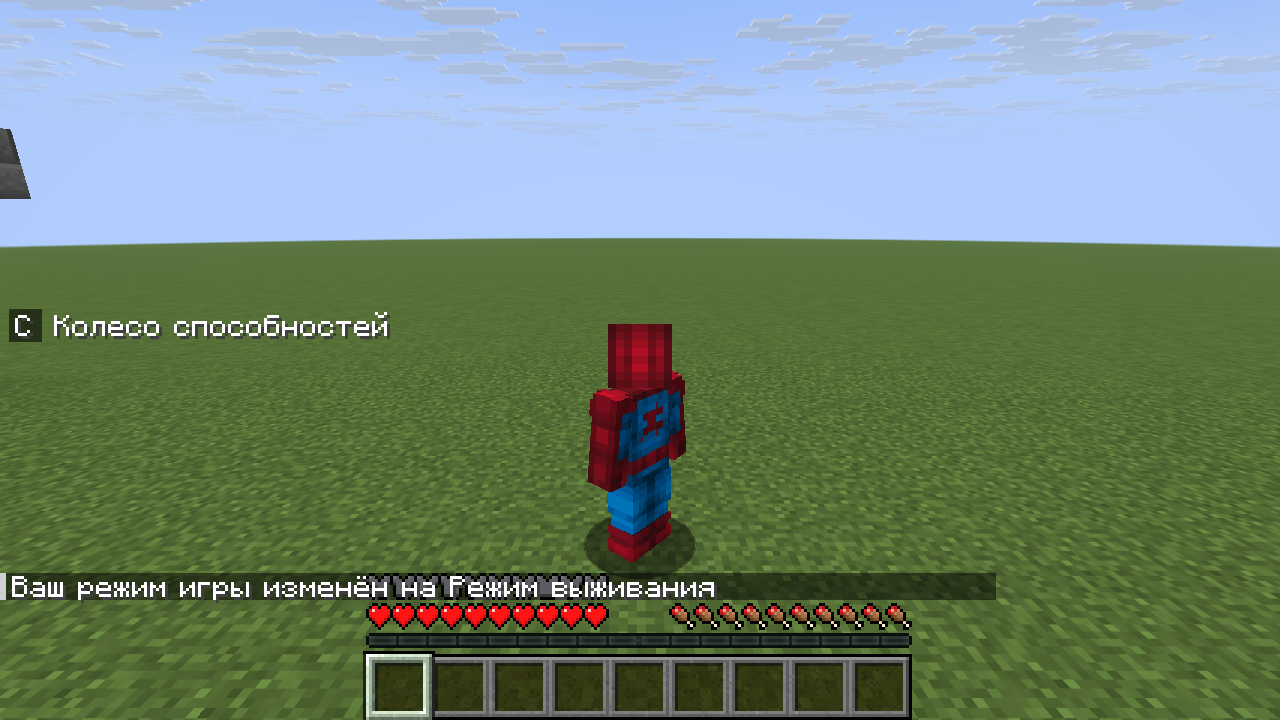 C Колесо способностей
Ваш режим игры изменён на Режим выживания